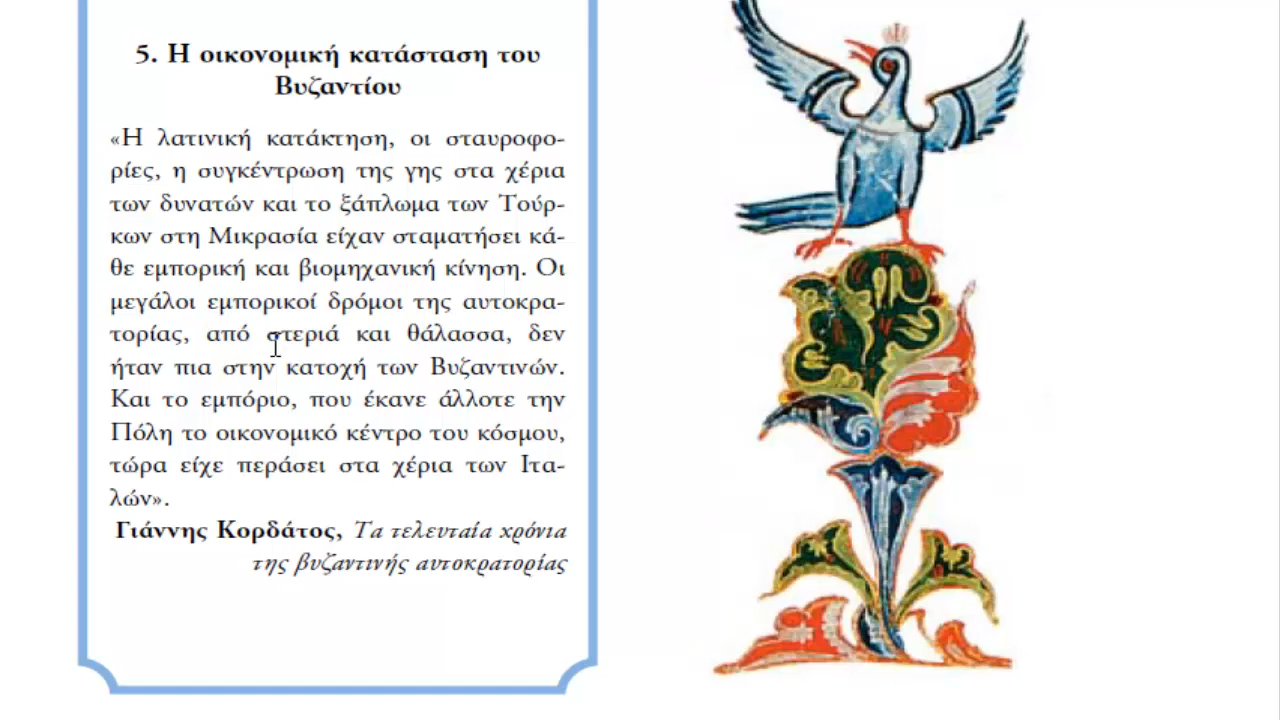 5. Η οικονομική κατάσταση του
Βυζαντίου
«Η λατινική κατάκτηση, οι σταυροφο-
ρίες, η συγκέντρωση της γης στα χέρια
των δυνατών και το ξάπλωμα των Τούρ-
κων στη Μικρασία είχαν σταματήσει κά-
θε εμπορική και βιομηχανική κίνηση. Οι
μεγάλοι εμπορικοί δρόμοι της αυτοκρα-
τορίας, από στεριά και θάλασσα, δεν
ήταν πια στην κατοχή των Βυζαντινών.
Και το εμπόριο, που έκανε άλλοτε την
Πόλη το οικονομικό κέντρο του κόσμου,
τώρα είχε περάσει στα χέρια των Ιτα-
λών».
Γιάννης Κορδάτος, Τα τελευταία χρόνια
της βυζαντινής αυτοκρατορίας